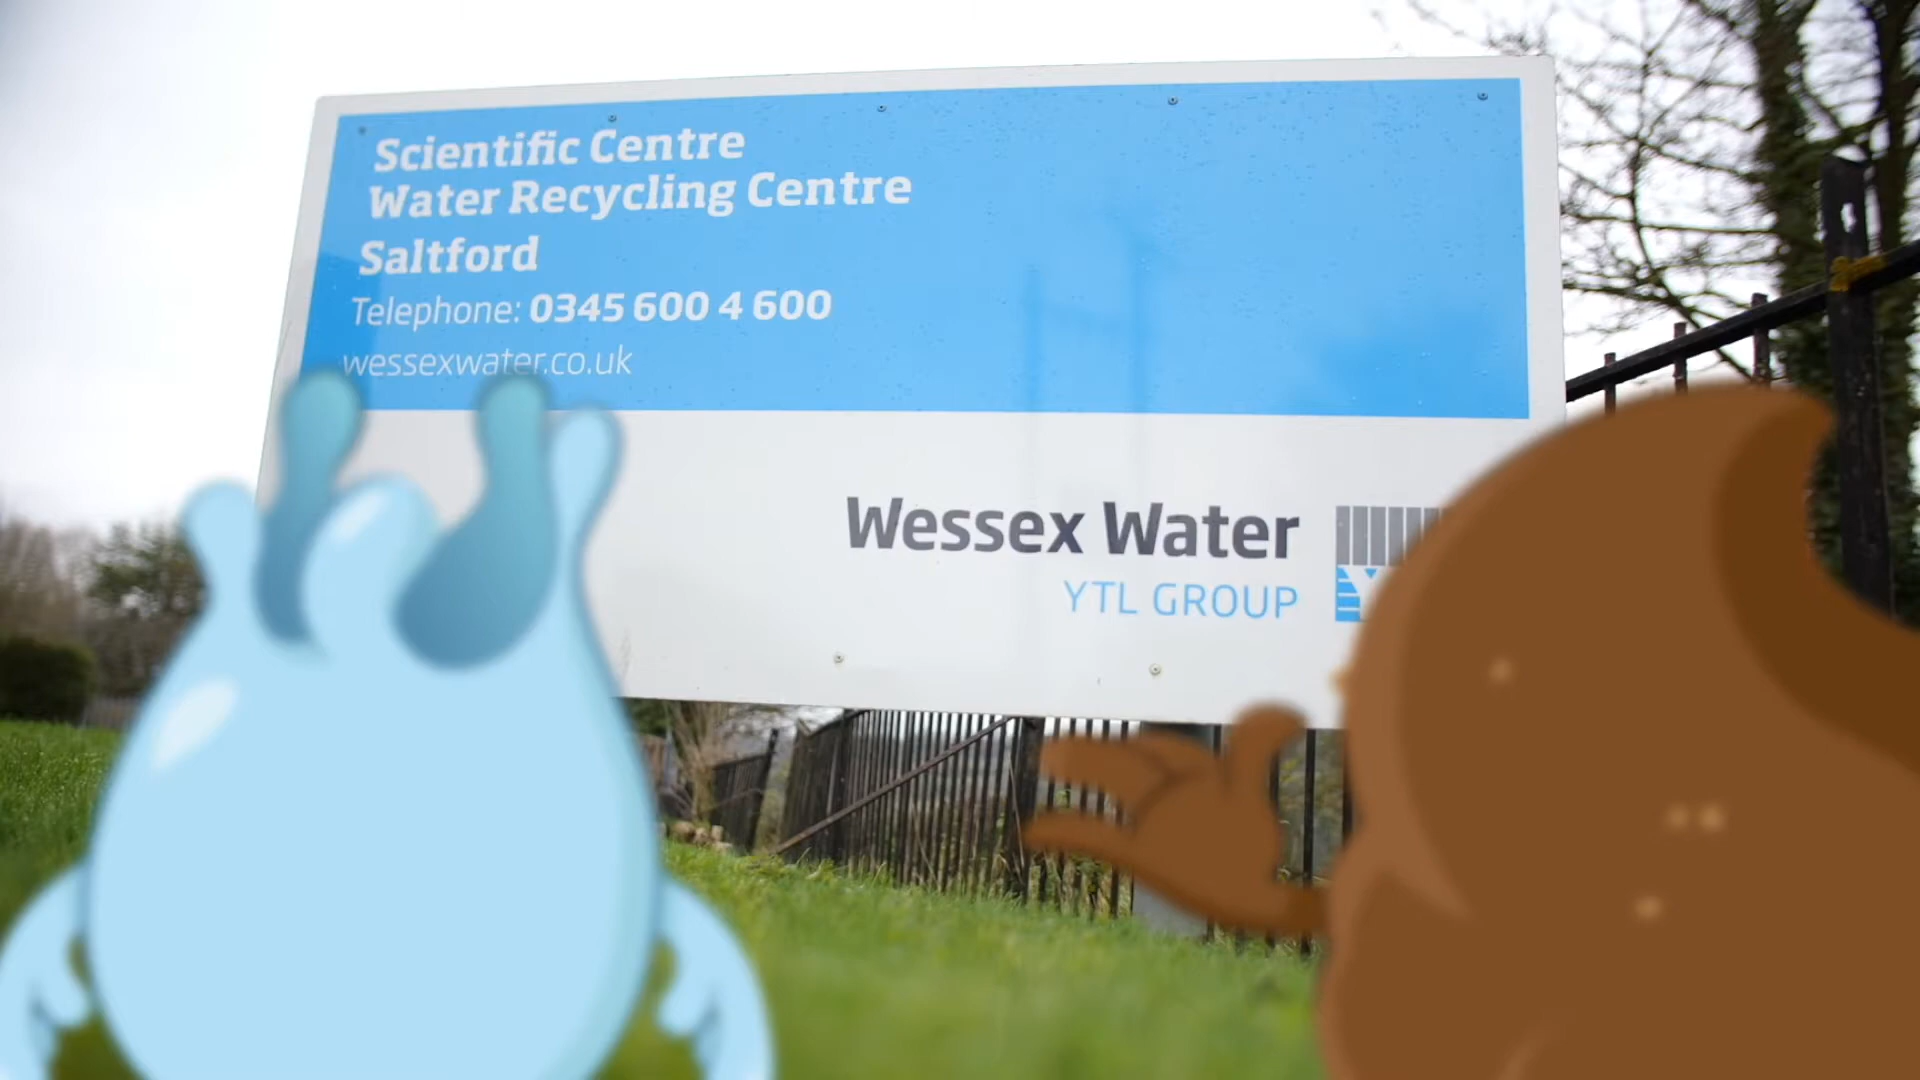 Scientific Centre
Water Recycling Centre
Saltford
Telephone: 0345 600 4 600
wessexwater.co.uk
Wessex Water
YTL GROUP